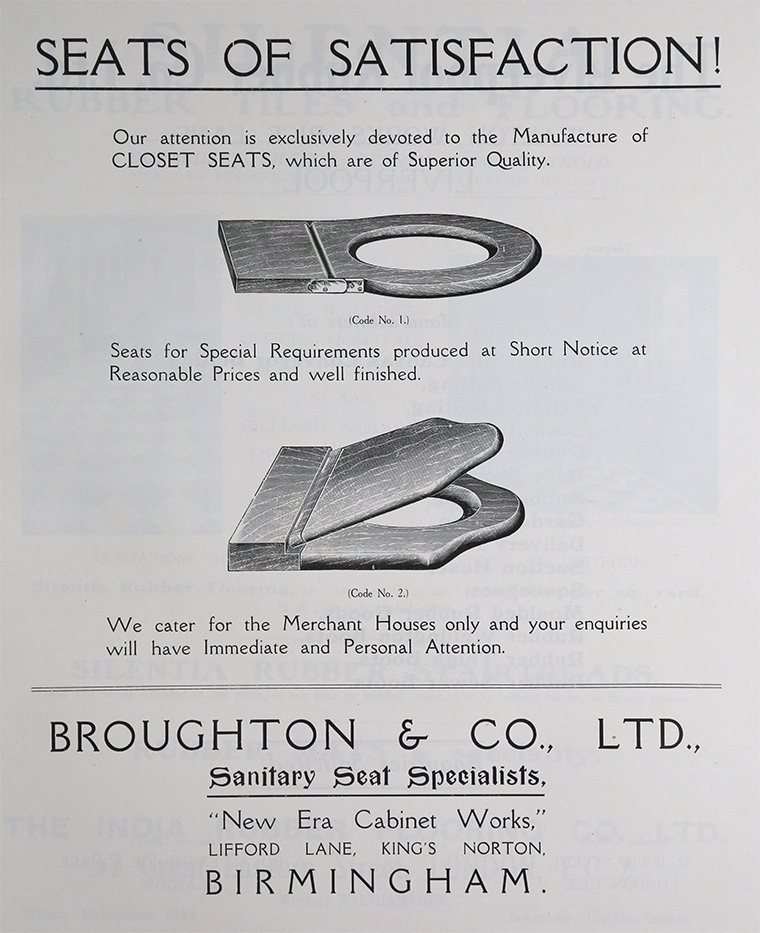 SEATS OF SATISFACTION!
Our attention is exclusively devoted to the Manufacture of
CLOSET SEATS, which are of Superior Quality.
(Code No. 1.)
Seats for Special Requirements produced at Short Notice at
Reasonable Prices and well finished.
(Code No. 2.)
We cater for the Merchant Houses only and your enquiries
will have Immediate and Personal Attention.
BROUGHTON & CO., LTD.,
Sanitary Seat Specialists,
“New Era Cabinet Works,”
LIFFORD LANE, KING'S NORTON,
BIRMINGHAM.